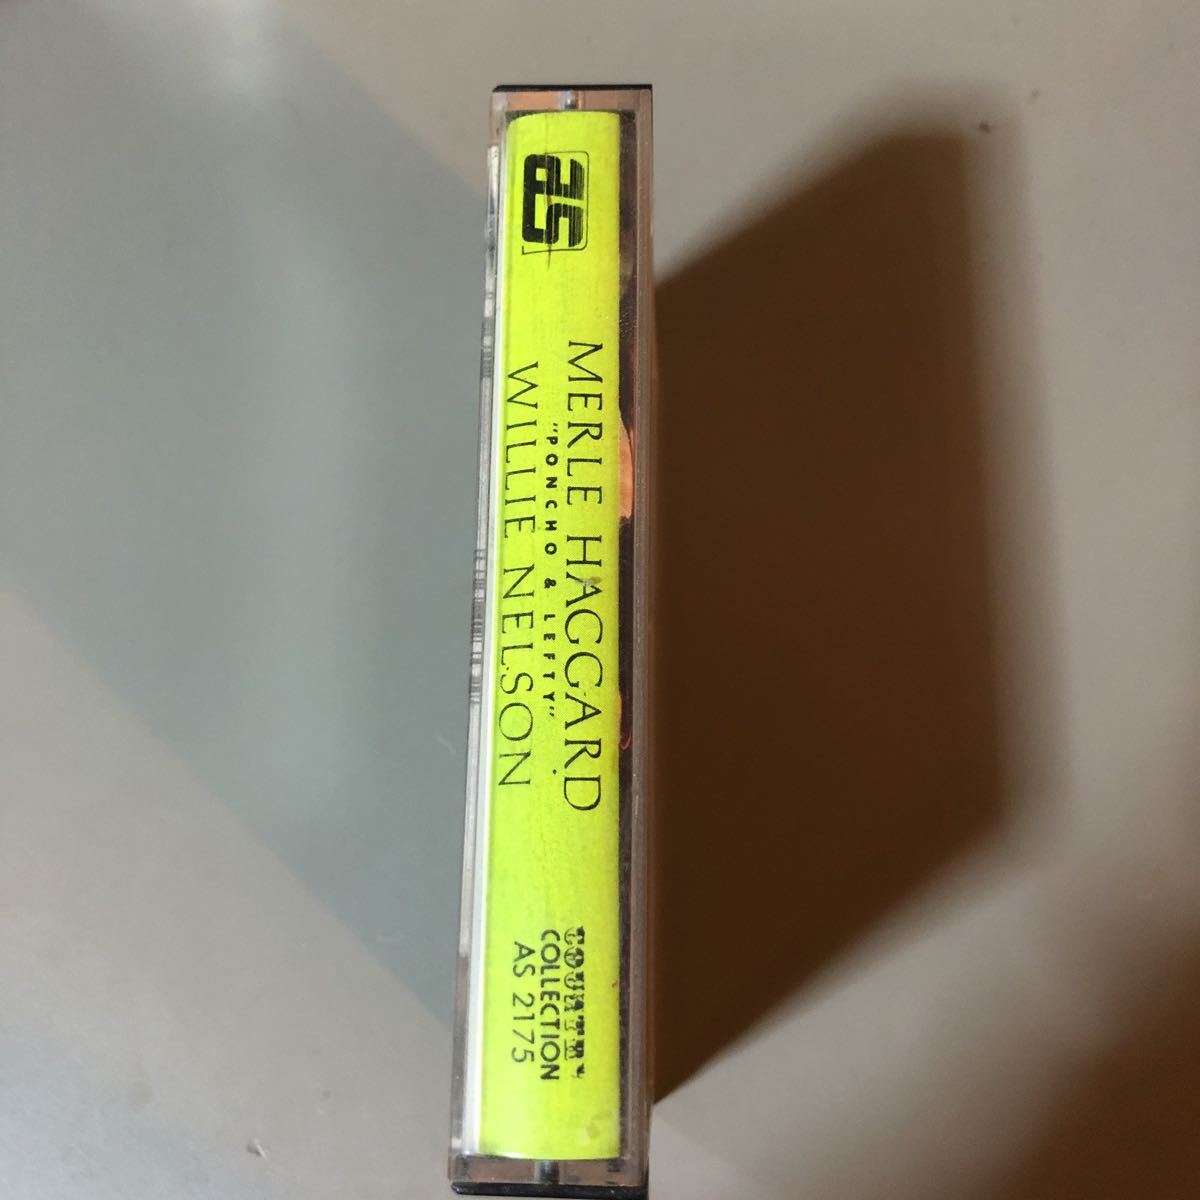 as
MERLE HAGGARD
"PONCHO & LEFTY"
WILLIE NELSON
COUNTRY
COLLECTION
AS 2175